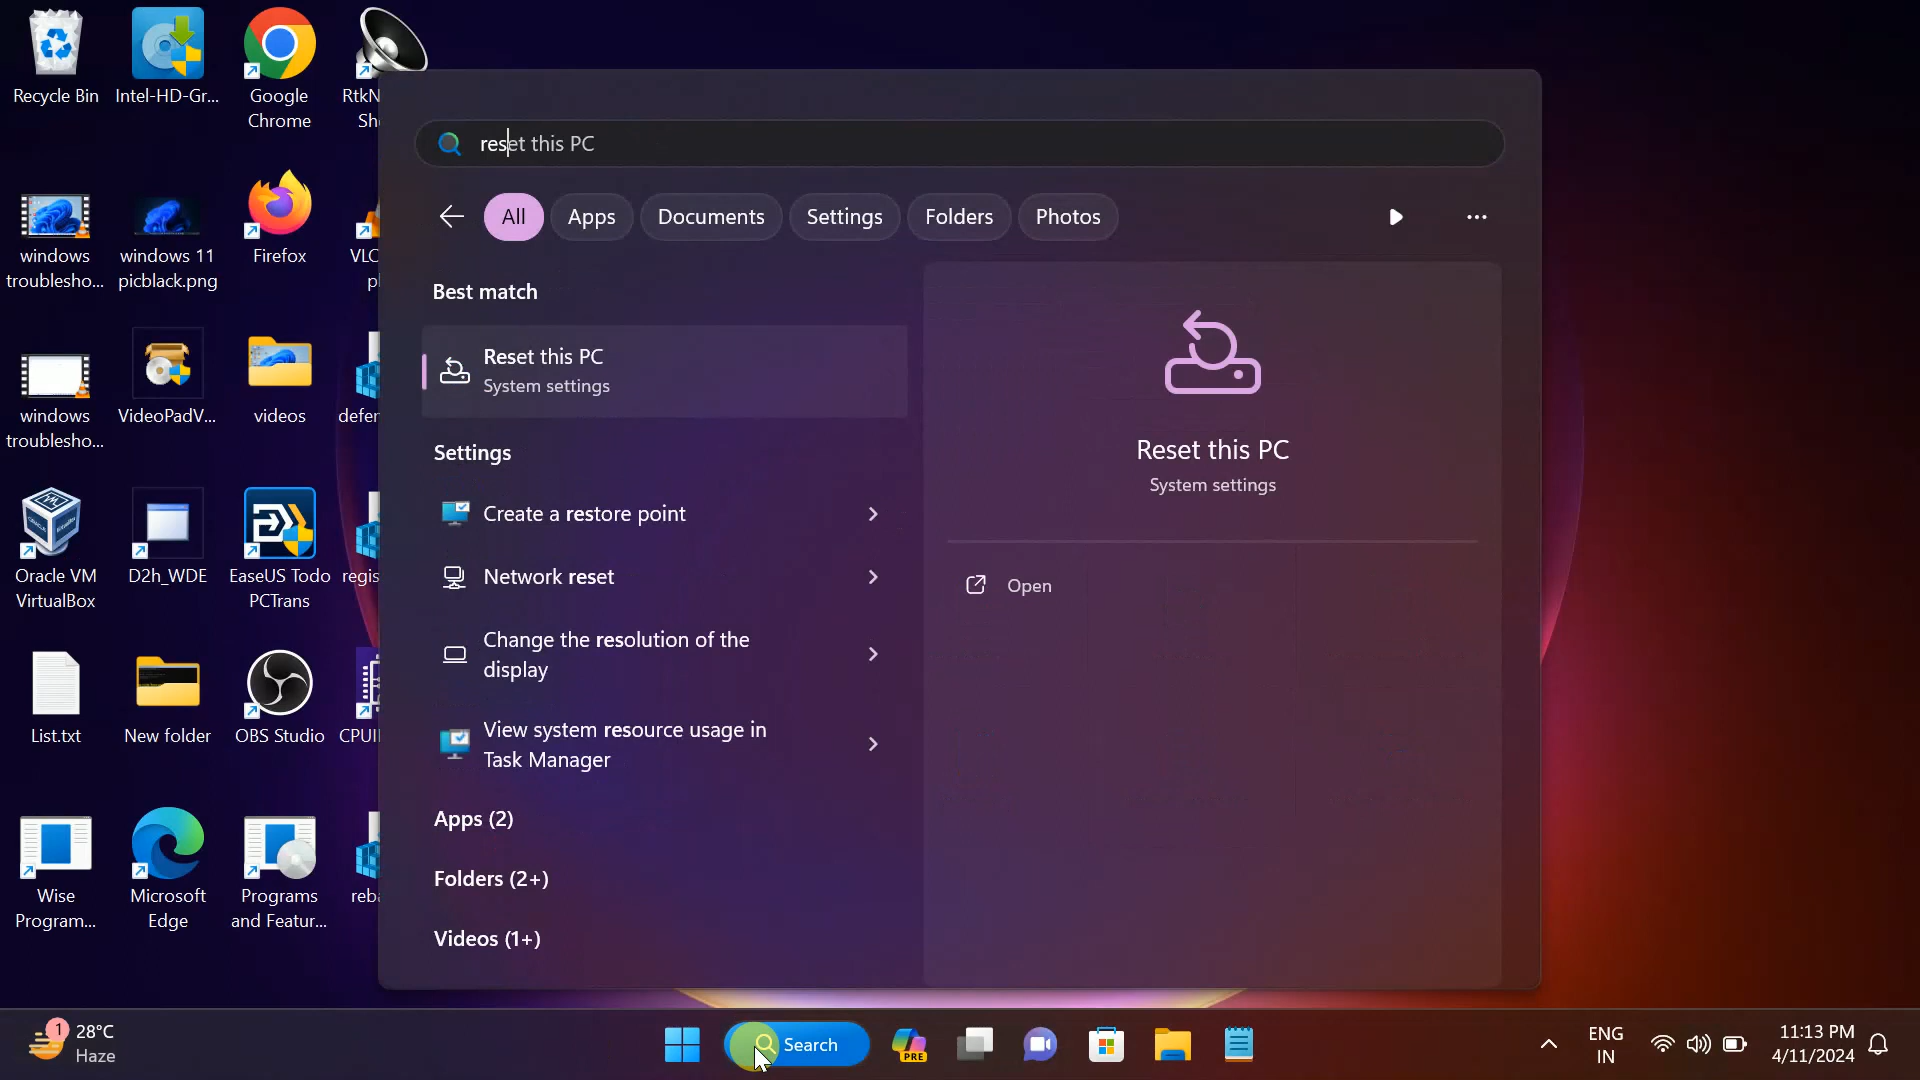 Recycle Bin
Intel-HD-Gr...
Google
Chrome
RtkN
Sh
windows
troublesho...
windows 11
picblack.png
Firefox
VLC
pl
windows
troublesho...
VideoPadV...
videos
defer
Oracle VM
VirtualBox
D2h_WDE
EaseUS Todo
PCTrans
regis
List.txt
New folder
OBS Studio
CPUI
Wise
Program...
Microsoft
Edge
Programs
and Featur...
reba
reset this PC
All
Apps
Documents
Settings
Folders
Photos
Best match
Reset this PC
System settings
Settings
Create a restore point
Network reset
Change the resolution of the
display
View system resource usage in
Task Manager
Apps (2)
Folders (2+)
Videos (1+)
Reset this PC
System settings
Open
1
28°C
Haze
Search
PRE
ENG
IN
11:13 PM
4/11/2024